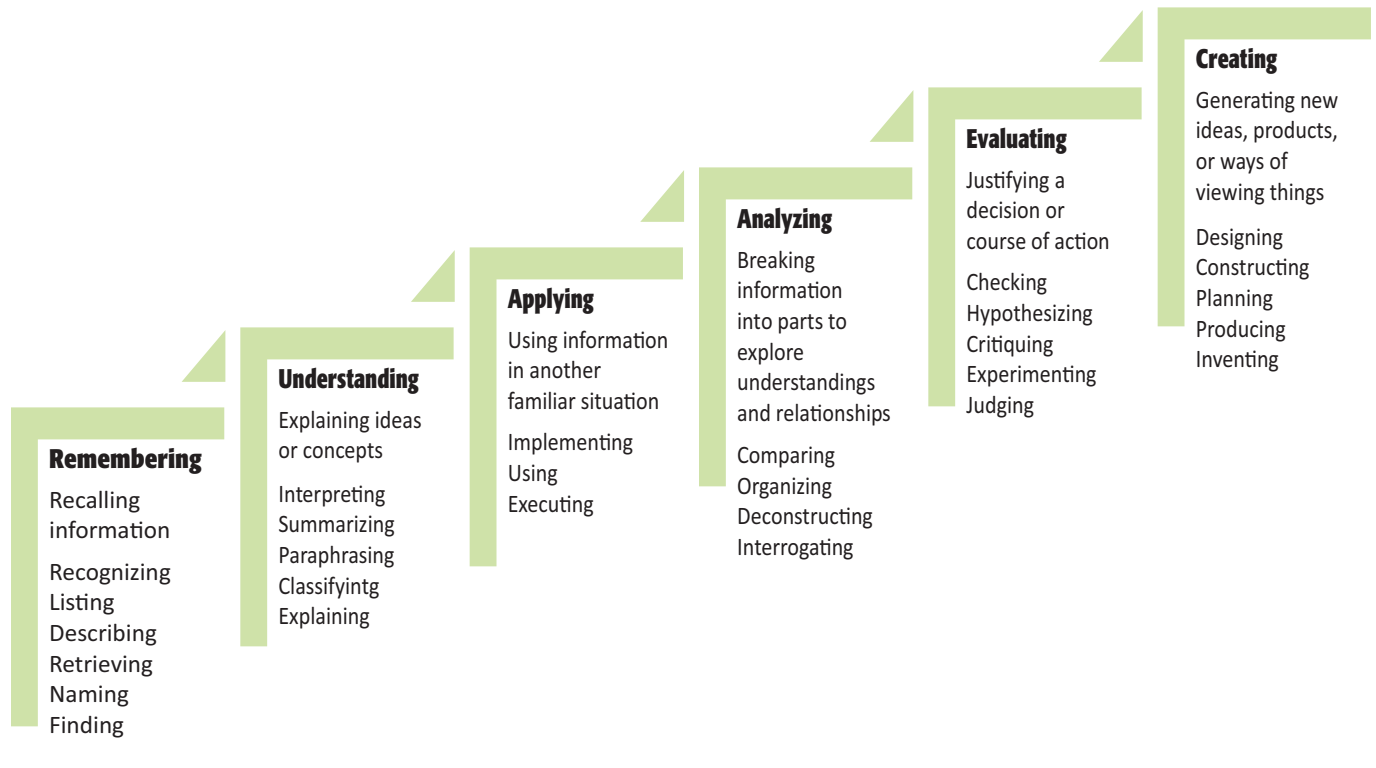 Remembering
Recalling
information
Recognizing
Listing
Describing
Retrieving
Naming
Finding
Understanding
Explaining ideas
or concepts
Interpreting
Summarizing
Paraphrasing
Classifyintg
Explaining
Applying
Using information
in another
familiar situation
Implementing
Using
Executing
Analyzing
Breaking
information
into parts to
explore
understandings
and relationships
Comparing
Organizing
Deconstructing
Interrogating
Evaluating
Justifying a
decision or
course of action
Checking
Hypothesizing
Critiquing
Experimenting
Judging
Creating
Generating new
ideas, products,
or ways of
viewing things
Designing
Constructing
Planning
Producing
Inventing